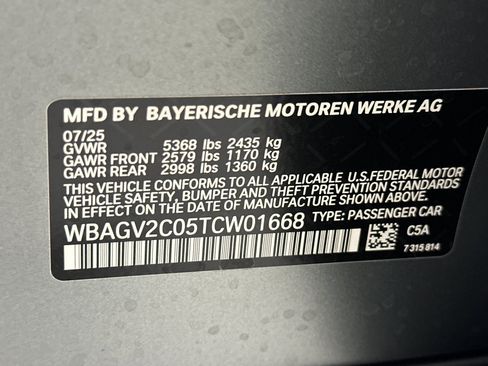 MFD BY BAYERISCHE MOTOREN WERKE AG
07/25
GVWR 5368 lbs 2435 kg
GAWR FRONT 2579 lbs 1170 kg
GAWR REAR 2998 lbs 1360 kg
THIS VEHICLE CONFORMS TO ALL APPLICABLE U.S.FEDERAL MOTOR
VEHICLE SAFETY, BUMPER, AND THEFT PREVENTION STANDARDS
IN EFFECT ON THE DATE OF MANUFACTURE SHOWN ABOVE.
WBAGV2C05TCW01668 TYPE: PASSENGER CAR
C5A
7 315 814